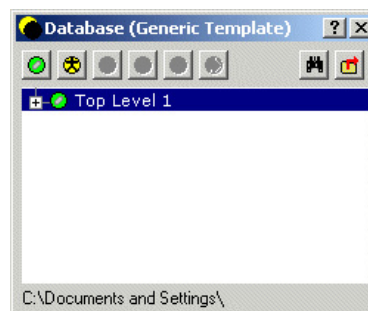 Database (Generic Template)
Top Level 1
C:\Documents and Settings\